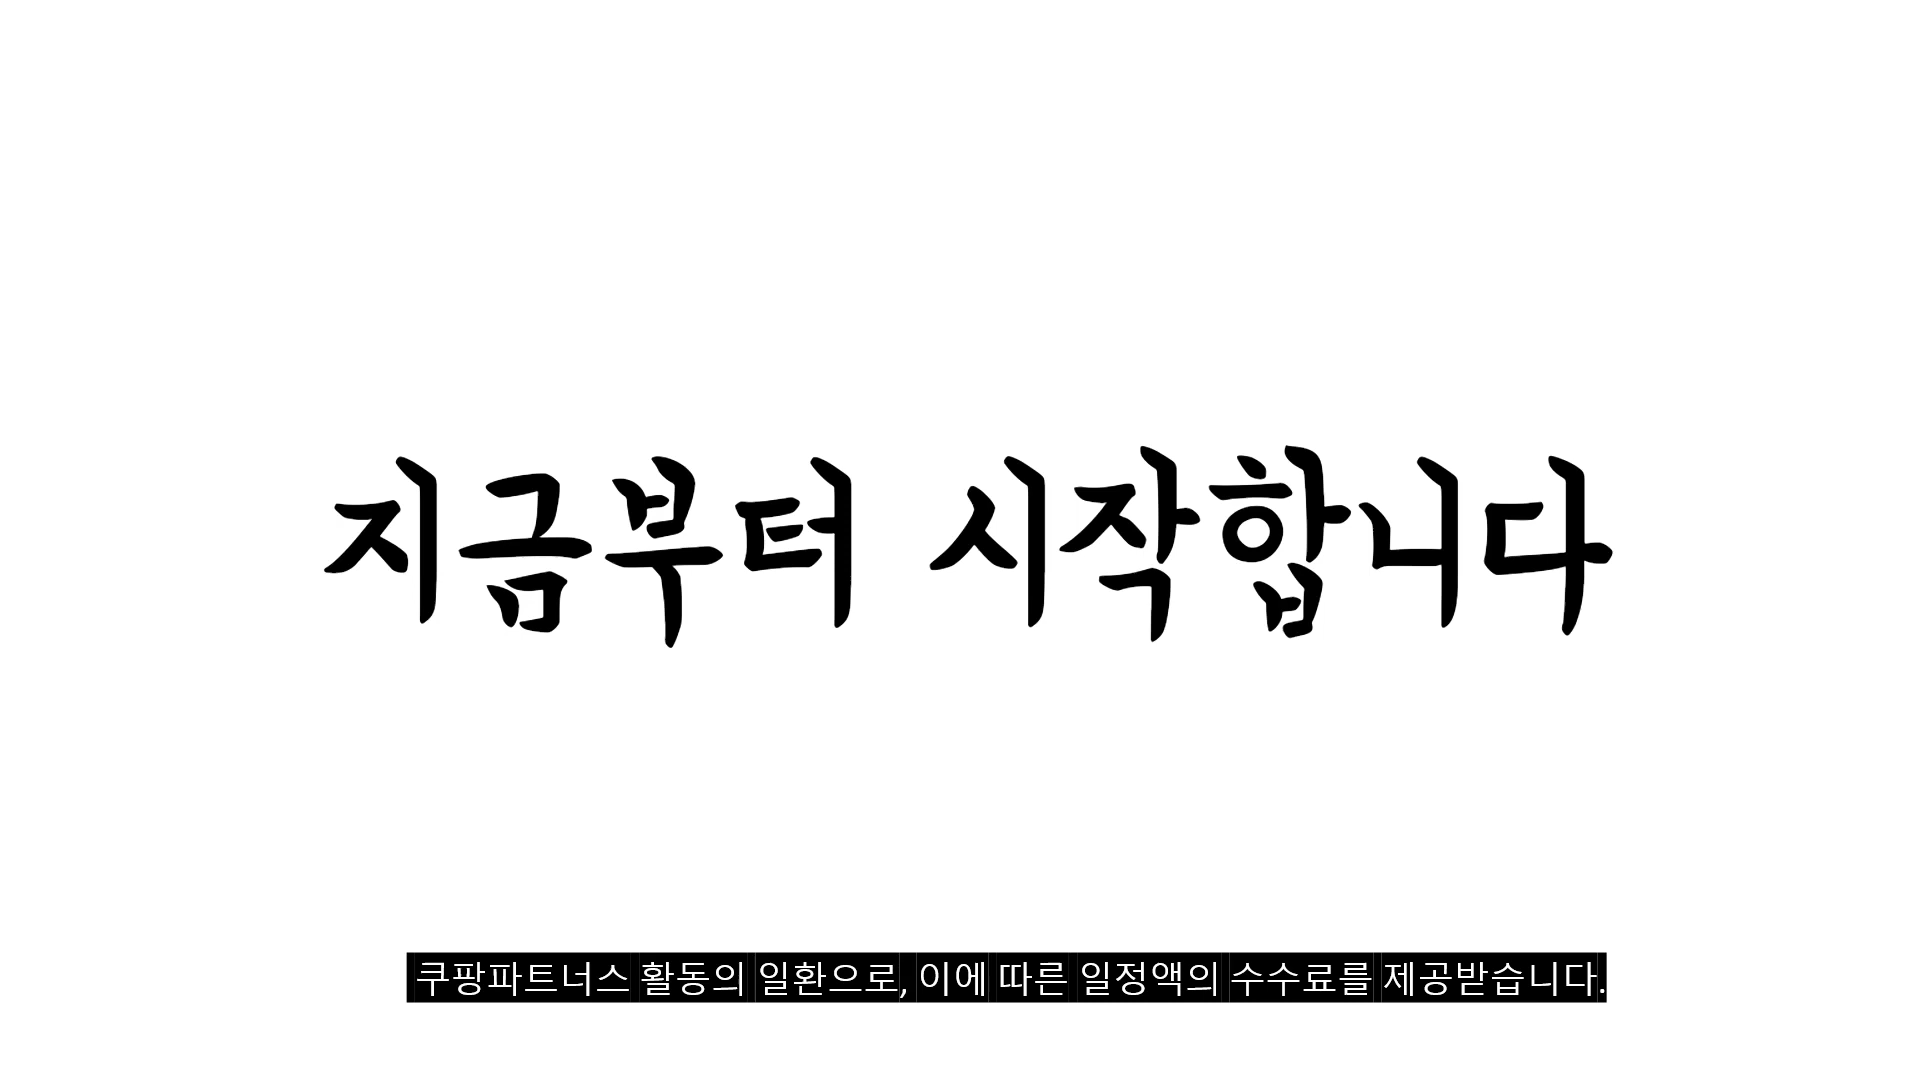 지금부터 시작합니다
쿠팡파트너스 활동의 일환으로, 이에 따른 일정액의 수수료를 제공받습니다.